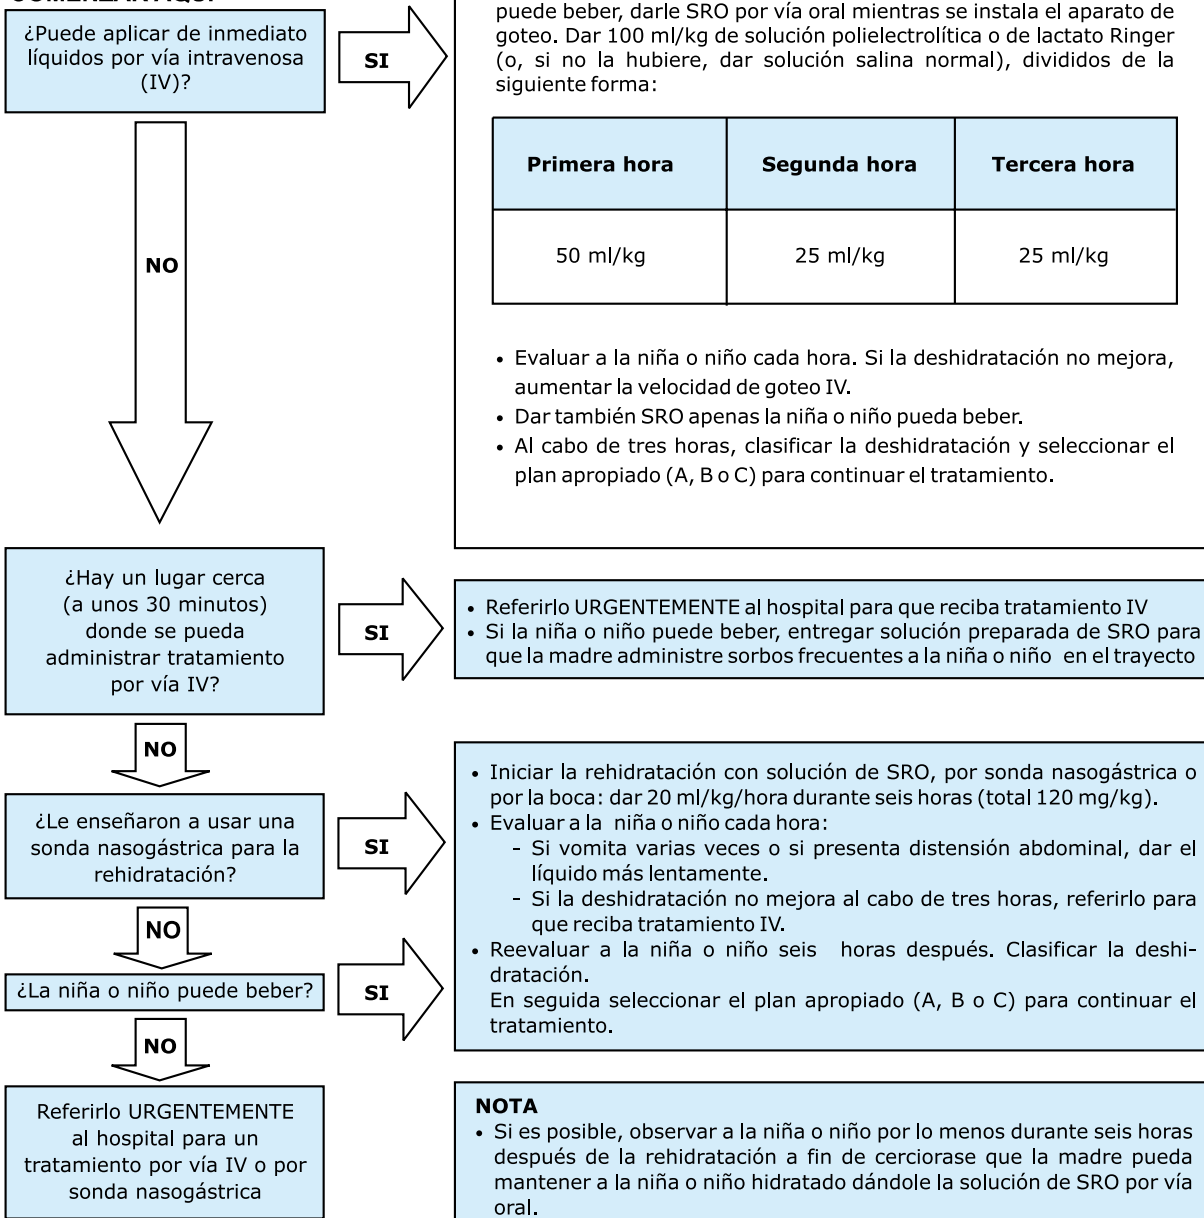 ¿Puede aplicar de inmediato
líquidos por vía intravenosa
(IV)?
SI
puede beber, darle SRO por vía oral mientras se instala el aparato de
goteo. Dar 100 ml/kg de solución polielectrolítica o de lactato Ringer
(o, si no la hubiere, dar solución salina normal), divididos de la
siguiente forma:
Primera hora
Segunda hora
Tercera hora
50 ml/kg
25 ml/kg
25 ml/kg
• Evaluar a la niña o niño cada hora. Si la deshidratación no mejora,
aumentar la velocidad de goteo IV.
• Dar también SRO apenas la niña o niño pueda beber.
• Al cabo de tres horas, clasificar la deshidratación y seleccionar el
plan apropiado (A, B o C) para continuar el tratamiento.
NO
¿Hay un lugar cerca
(a unos 30 minutos)
donde se pueda
administrar tratamiento
por vía IV?
SI
• Referirlo URGENTEMENTE al hospital para que reciba tratamiento IV
• Si la niña o niño puede beber, entregar solución preparada de SRO para
que la madre administre sorbos frecuentes a la niña o niño en el trayecto
NO
¿Le enseñaron a usar una
sonda nasogástrica para la
rehidratación?
SI
• Iniciar la rehidratación con solución de SRO, por sonda nasogástrica o
por la boca: dar 20 ml/kg/hora durante seis horas (total 120 mg/kg).
• Evaluar a la niña o niño cada hora:
- Si vomita varias veces o si presenta distensión abdominal, dar el
líquido más lentamente.
- Si la deshidratación no mejora al cabo de tres horas, referirlo para
que reciba tratamiento IV.
• Reevaluar a la niña o niño seis horas después. Clasificar la deshi-
dratación.
En seguida seleccionar el plan apropiado (A, B o C) para continuar el
tratamiento.
NO
¿La niña o niño puede beber?
SI
NO
Referirlo URGENTEMENTE
al hospital para un
tratamiento por vía IV o por
sonda nasogástrica
NOTA
• Si es posible, observar a la niña o niño por lo menos durante seis horas
después de la rehidratación a fin de cerciorase que la madre pueda
mantener a la niña o niño hidratado dándole la solución de SRO por vía
oral.